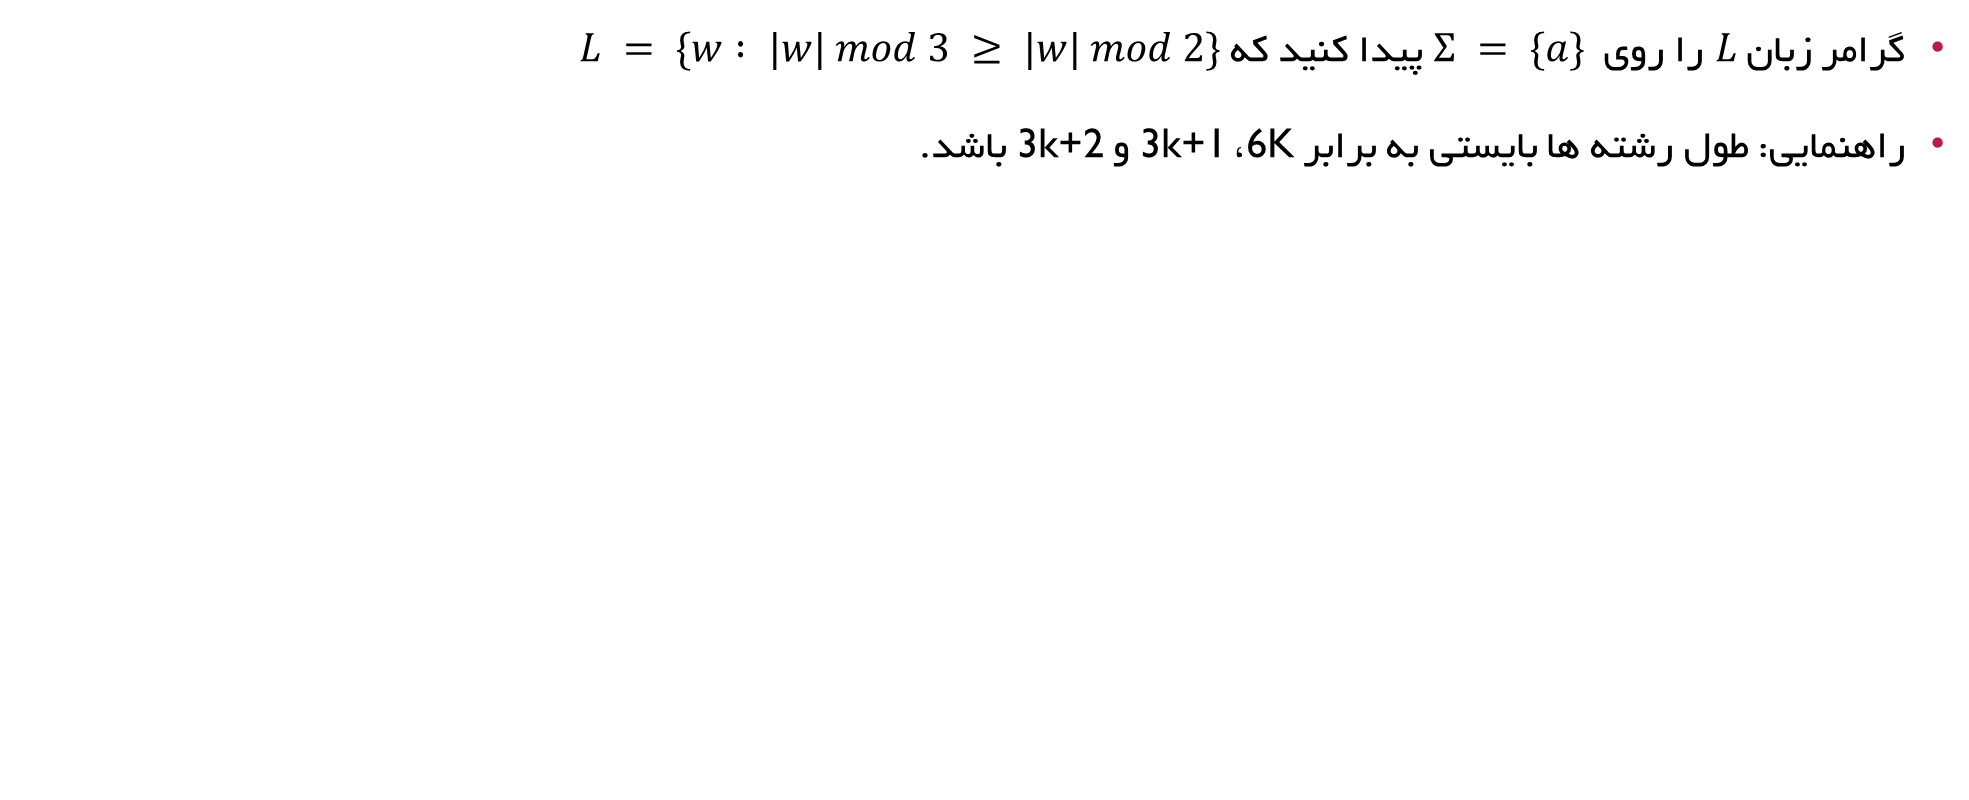 • گرامر زبان L را روی Σ = {a} پیدا کنید که L = {w : |w| mod 3 ≥ |w| mod 2}
• راهنمایی: طول رشته ها بایستی به برابر 6K، 3k+1 و 3k+2 باشد.